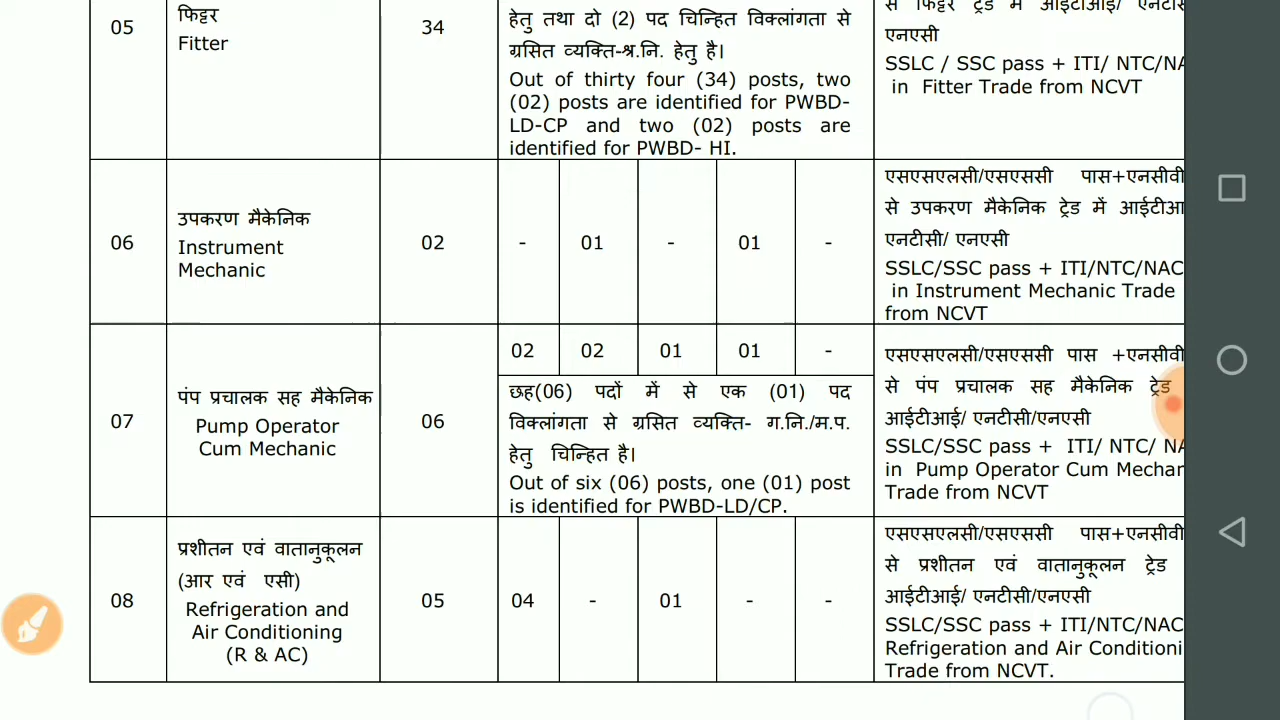 05
फिट्टर
Fitter
34
हेतु तथा दो (2) पद चिन्हित विक्लांगता से
ग्रसित व्यक्ति-श्र.नि. हेतु है।
Out of thirty four (34) posts, two
(02) posts are identified for PWBD-
LD-CP and two (02) posts are
identified for PWBD- HI.
से फिट्टर ट्रेड में आईटीआई/ एनटीसी
एनएसी
SSLC / SSC pass + ITI/ NTC/NA
in Fitter Trade from NCVT
06
उपकरण मैकेनिक
Instrument
Mechanic
02
- 01 - 01 -
एसएसएलसी/एसएससी पास+एनसीवी
से उपकरण मैकेनिक ट्रेड में आईटीआ
एनटीसी/ एनएसी
SSLC/SSC pass + ITI/NTC/NAC
in Instrument Mechanic Trade
from NCVT
07
पंप प्रचालक सह मैकेनिक
Pump Operator
Cum Mechanic
06
02 02 01 01 -
छह(06) पदों में से एक (01) पद
विक्लांगता से ग्रसित व्यक्ति- ग.नि./म.प.
हेतु चिन्हित है।
Out of six (06) posts, one (01) post
is identified for PWBD-LD/CP.
एसएसएलसी/एसएससी पास +एनसीवी
से पंप प्रचालक सह मैकेनिक ट्रेड
आईटीआई/ एनटीसी/एनएसी
SSLC/SSC pass + ITI/ NTC/ NA
in Pump Operator Cum Mechan
Trade from NCVT
08
प्रशीतन एवं वातानुकूलन
(आर एवं एसी)
Refrigeration and
Air Conditioning
(R & AC)
05
04 - 01 - -
एसएसएलसी/एसएससी पास+एनसीवी
से प्रशीतन एवं वातानुकूलन ट्रेड
आईटीआई/ एनटीसी/एनएसी
SSLC/SSC pass + ITI/NTC/NAC
Refrigeration and Air Conditioni
Trade from NCVT.